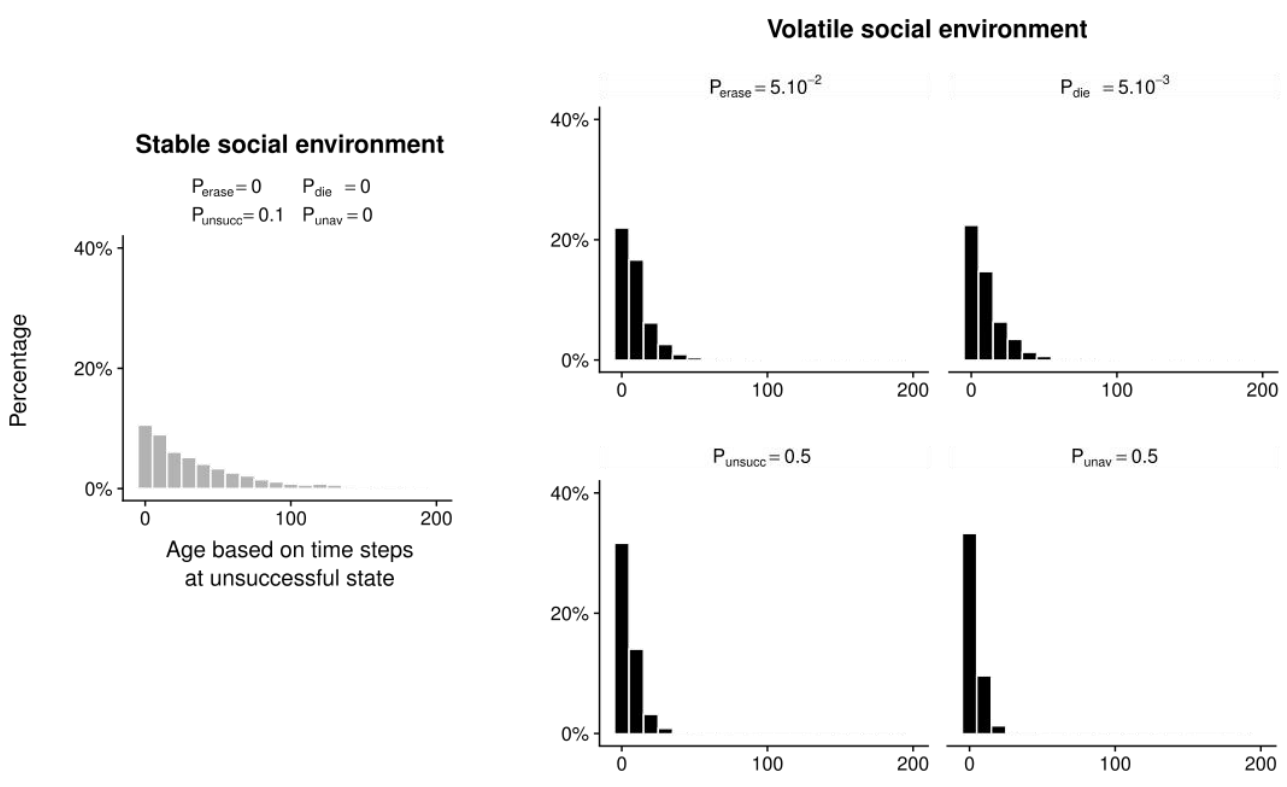 Volatile social environment
Stable social environment
P_erase = 0 P_die = 0
P_unsucc = 0.1 P_unav = 0
Percentage
40%
20%
0%
0 100 200
Age based on time steps
at unsuccessful state
P_erase = 5.10^−2 P_die = 5.10^−3
40%
20%
0%
0 100 200 0 100 200
P_unsucc = 0.5 P_unav = 0.5
40%
20%
0%
0 100 200 0 100 200